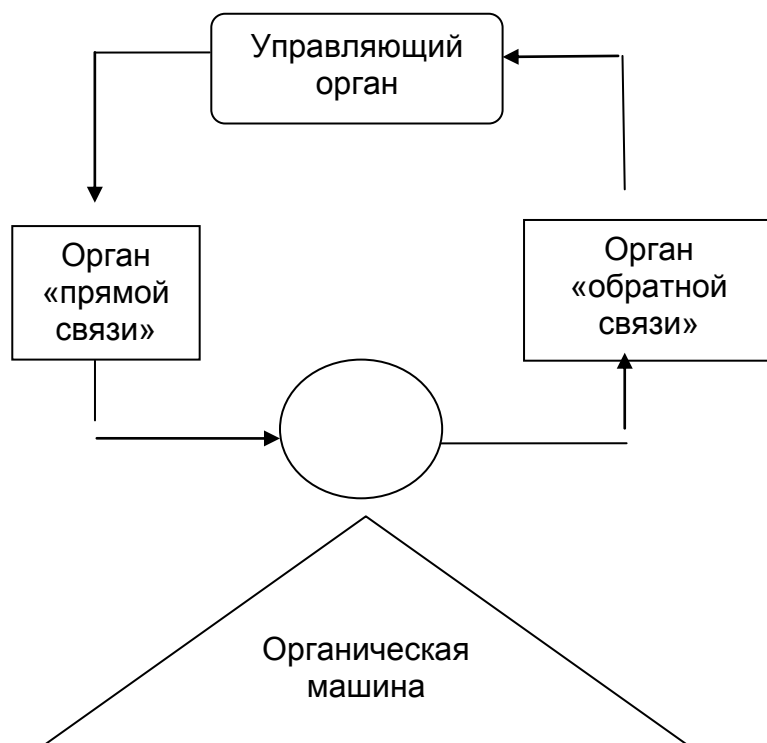 Управляющий
орган
Орган
«прямой
связи»
Орган
«обратной
связи»
Органическая
машина